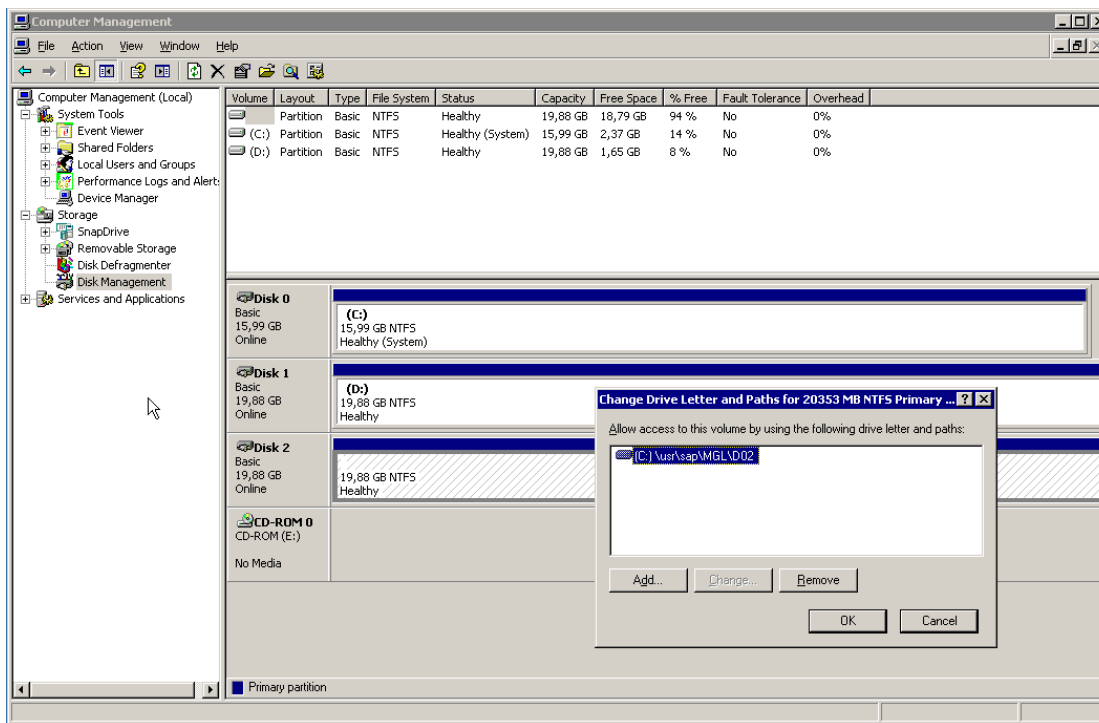 Computer Management
File Action View Window Help
Computer Management (Local)
System Tools
Event Viewer
Shared Folders
Local Users and Groups
Performance Logs and Alert:
Device Manager
Storage
SnapDrive
Removable Storage
Disk Defragmenter
Disk Management
Services and Applications
Volume Layout Type File System Status Capacity Free Space % Free Fault Tolerance Overhead
Partition Basic NTFS Healthy 19,88 GB 18,79 GB 94 % No 0%
(C:) Partition Basic NTFS Healthy (System) 15,99 GB 2,37 GB 14 % No 0%
(D:) Partition Basic NTFS Healthy 19,88 GB 1,65 GB 8 % No 0%
Disk 0
Basic
15,99 GB
Online
(C:)
15,99 GB NTFS
Healthy (System)
Disk 1
Basic
19,88 GB
Online
(D:)
19,88 GB NTFS
Healthy
Disk 2
Basic
19,88 GB
Online
19,88 GB NTFS
Healthy
CD-ROM 0
CD-ROM (E:)
No Media
Primary partition
Change Drive Letter and Paths for 20353 MB NTFS Primary ...
Allow access to this volume by using the following drive letter and paths:
(C:) \usr\sap\MGL\D02
Add... Change... Remove
OK Cancel